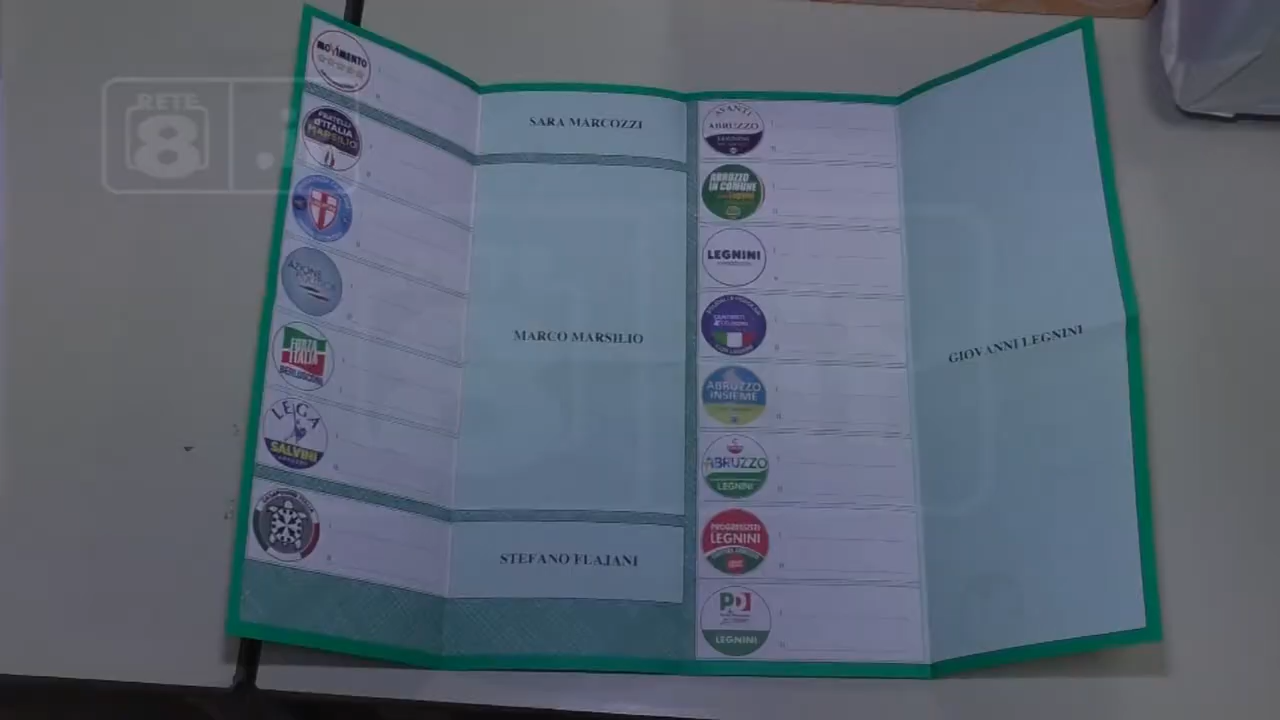 RETE
8
MOVIMENTO
SARA MARCOZZI
FRATELLI
d'ITALIA
MARSILIO
AZIONE
POLITICA
FORZA
ITALIA
BERLUSCONI
LEGA
SALVINI
MARCO MARSILIO
STEFANO FLAJANI
AVANTI
ABRUZZO
ABRUZZO
IN COMUNE
LEGNINI
ABRUZZO
INSIEME
ABRUZZO
LEGNINI
PROGRESSISTI
LEGNINI
PD
LEGNINI
GIOVANNI LEGNINI